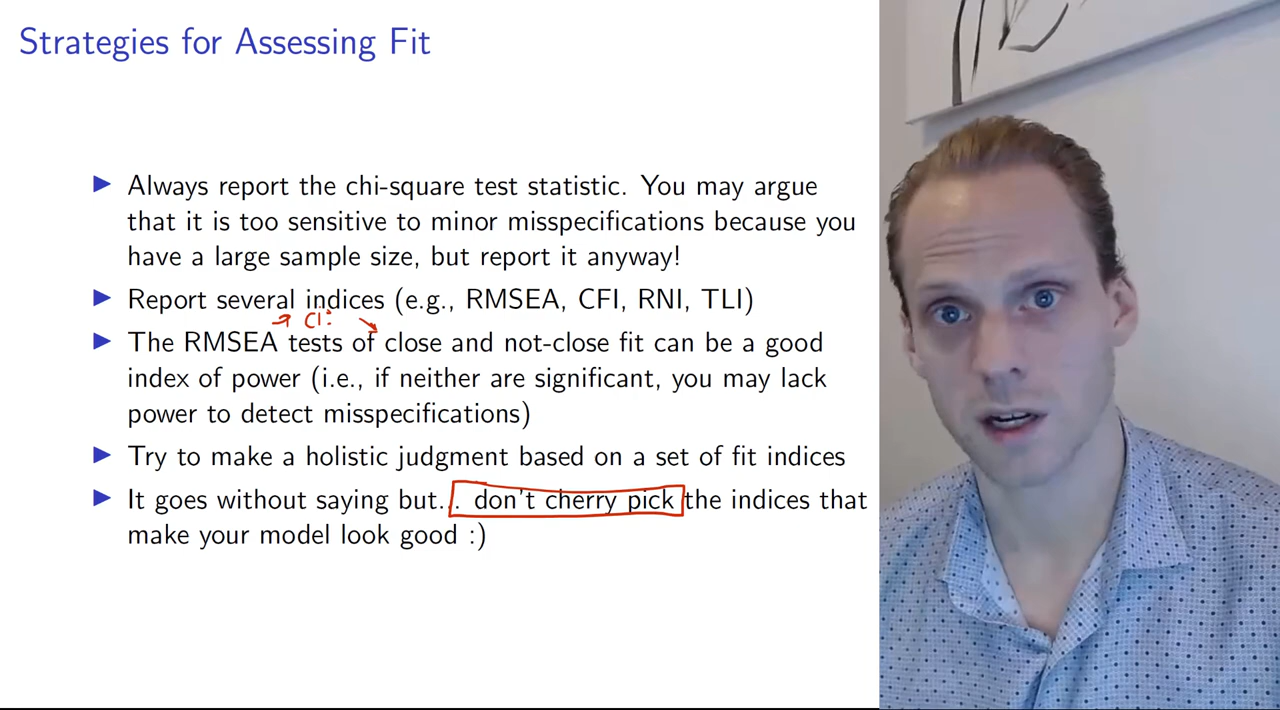 Strategies for Assessing Fit
Always report the chi-square test statistic. You may argue
that it is too sensitive to minor misspecifications because you
have a large sample size, but report it anyway!
Report several indices (e.g., RMSEA, CFI, RNI, TLI)
CI:
The RMSEA tests of close and not-close fit can be a good
index of power (i.e., if neither are significant, you may lack
power to detect misspecifications)
Try to make a holistic judgment based on a set of fit indices
It goes without saying but... don't cherry pick the indices that
make your model look good :)